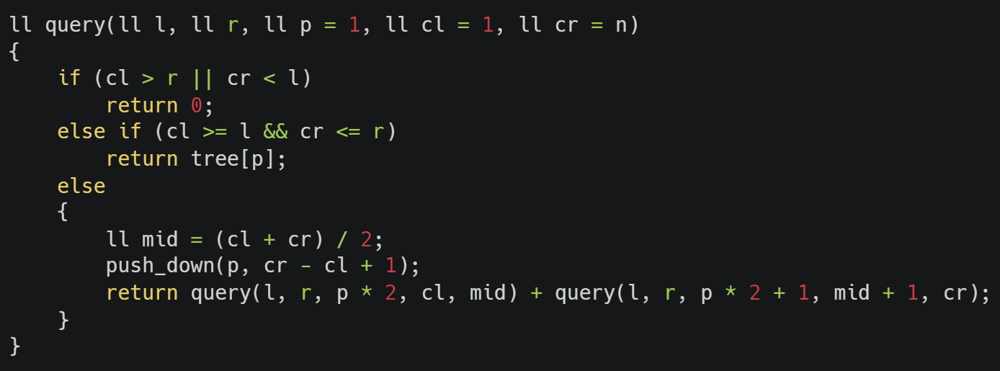 ll query(ll l, ll r, ll p = 1, ll cl = 1, ll cr = n)
{
    if (cl > r || cr < l)
        return 0;
    else if (cl >= l && cr <= r)
        return tree[p];
    else
    {
        ll mid = (cl + cr) / 2;
        push_down(p, cr - cl + 1);
        return query(l, r, p * 2, cl, mid) + query(l, r, p * 2 + 1, mid + 1, cr);
    }
}